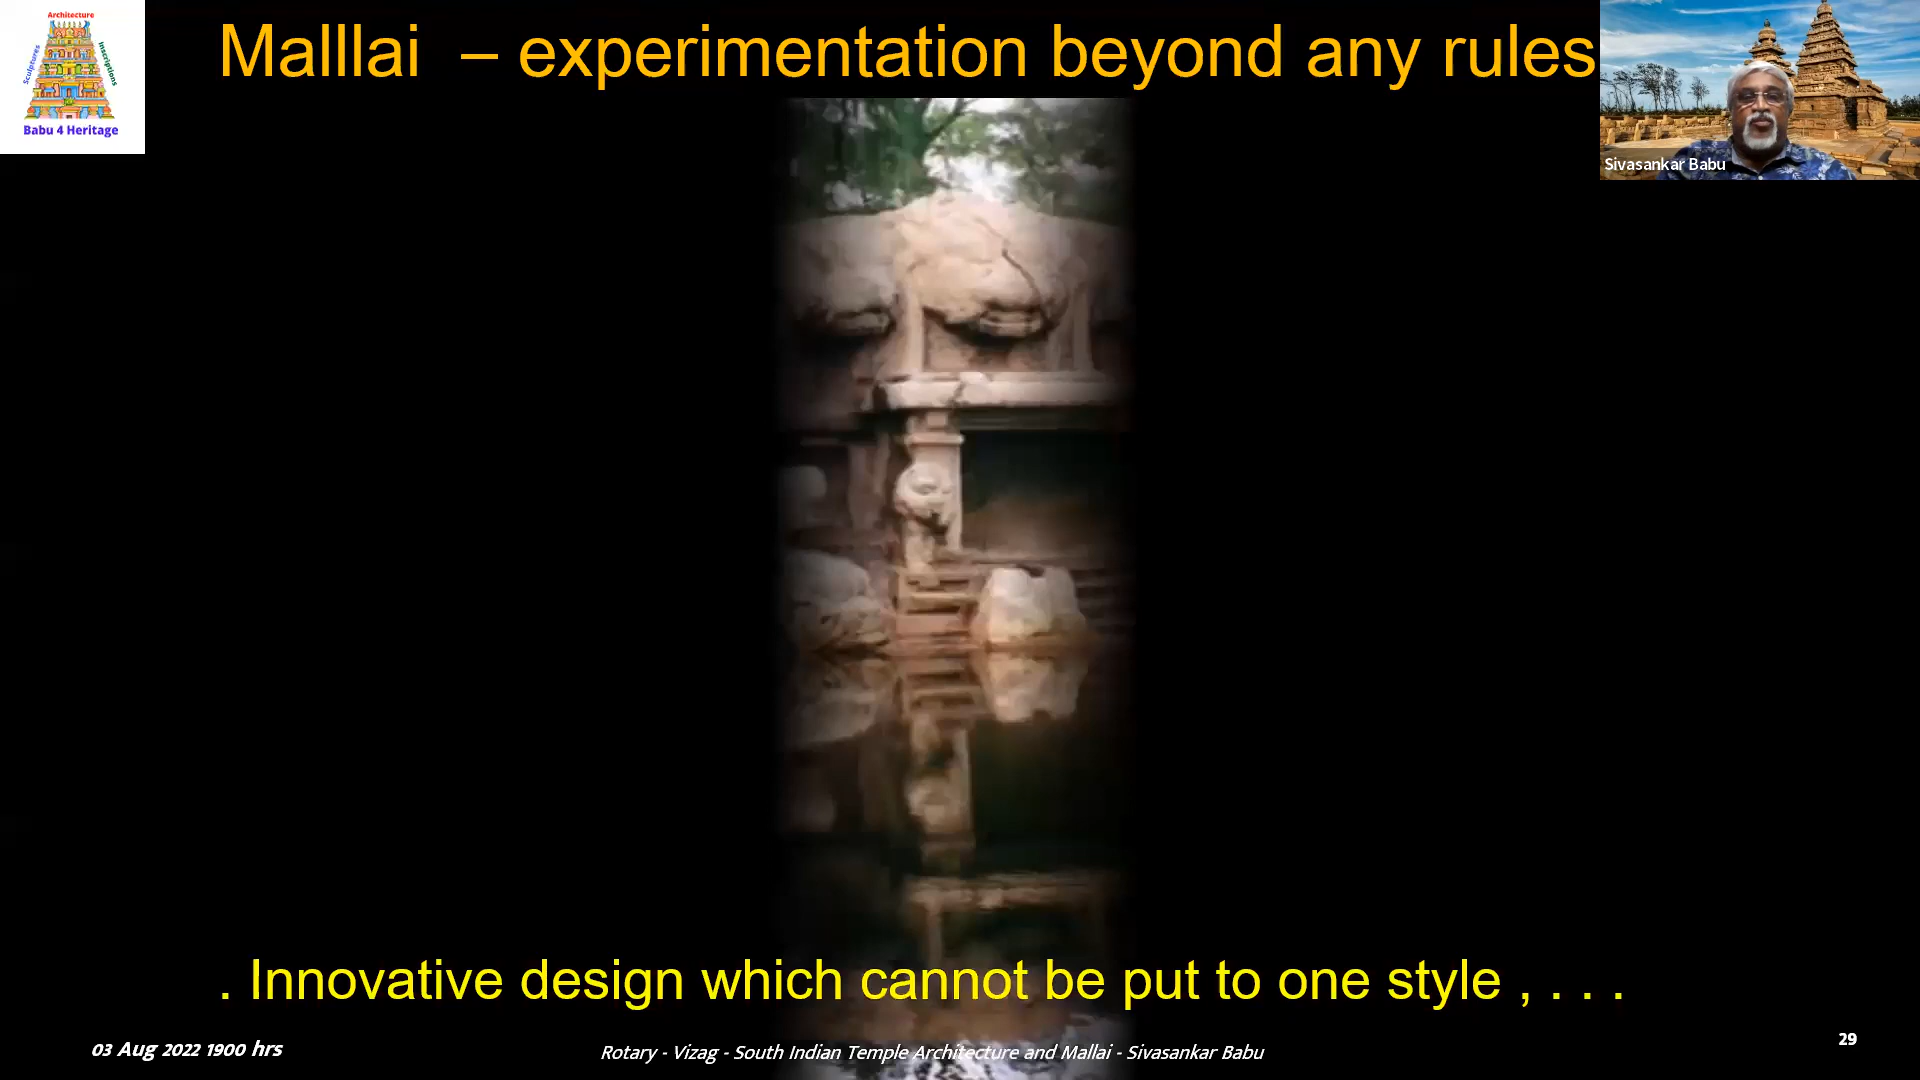 Architecture
Sculptures
Inscriptions
Babu 4 Heritage
Malllai – experimentation beyond any rules
Sivasankar Babu
. Innovative design which cannot be put to one style , . . .
03 Aug 2022 1900 hrs
Rotary - Vizag - South Indian Temple Architecture and Mallai - Sivasankar Babu
29